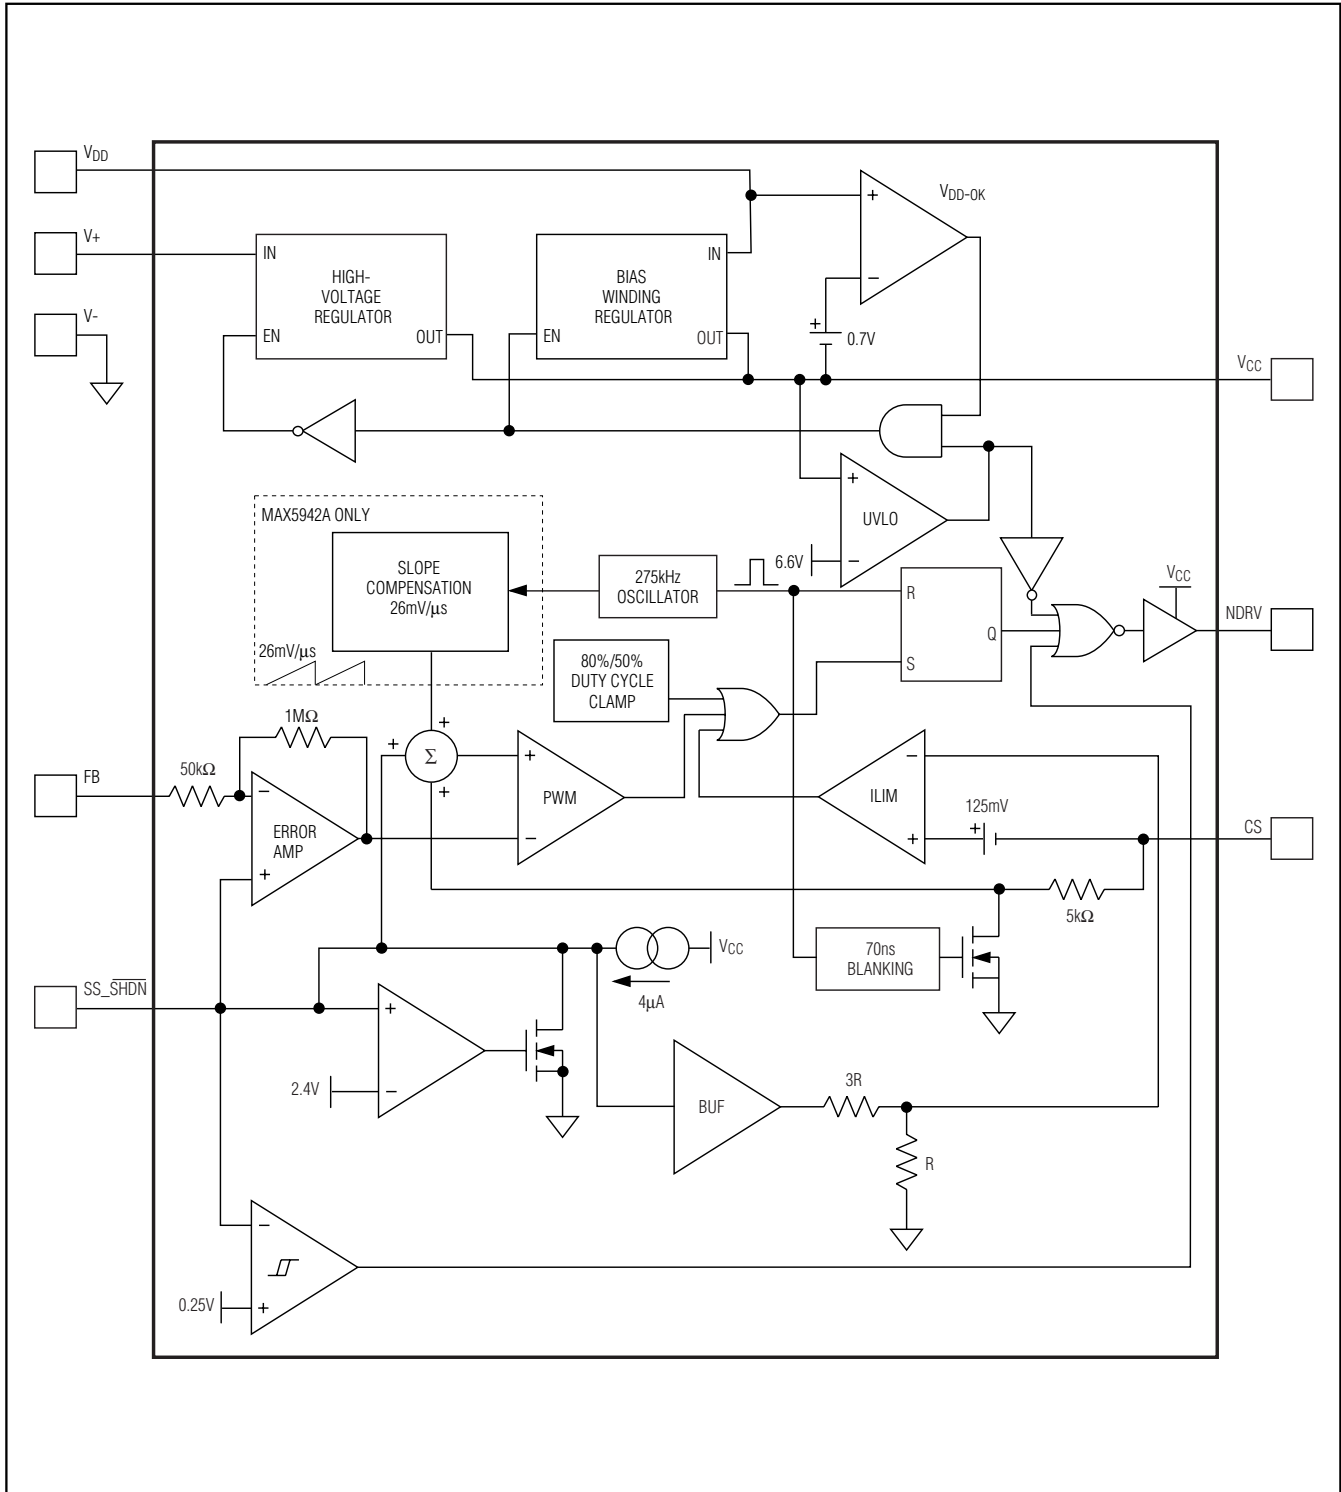 VDD
VDD-OK
+
V+
IN
HIGH-
VOLTAGE
REGULATOR
EN
OUT
BIAS
WINDING
REGULATOR
IN
EN
OUT
−
+
0.7V
V-
VCC
MAX5942A ONLY
SLOPE
COMPENSATION
26mV/µs
26mV/µs
275kHz
OSCILLATOR
+
UVLO
−
6.6V
R
Q
S
VCC
NDRV
80%/50%
DUTY CYCLE
CLAMP
1MΩ
50kΩ
FB
−
ERROR
AMP
+
+
+
Σ
+
+
PWM
−
−
ILIM
+
125mV
+
CS
5kΩ
70ns
BLANKING
VCC
4µA
SS_SHDN
+
−
2.4V
BUF
3R
R
−
+
0.25V